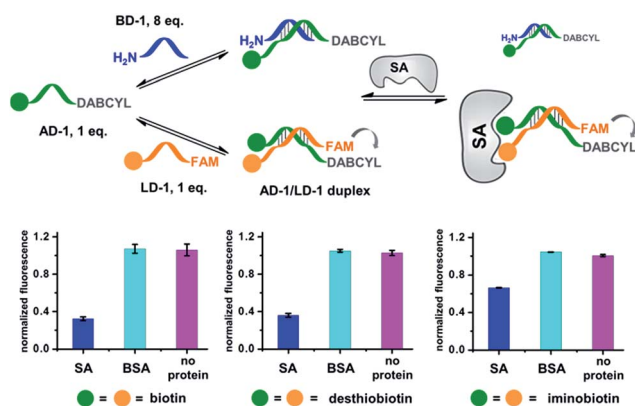 BD-1, 8 eq.
H₂N
H₂N
DABCYL
H₂N
DABCYL
SA
DABCYL
AD-1, 1 eq.
FAM
LD-1, 1 eq.
FAM
DABCYL
AD-1/LD-1 duplex
SA
FAM
DABCYL
normalized fluorescence
1.2
0.8
0.4
0.0
SA BSA no protein
= = biotin
normalized fluorescence
1.2
0.8
0.4
0.0
SA BSA no protein
= = desthiobiotin
normalized fluorescence
1.2
0.8
0.4
0.0
SA BSA no protein
= = iminobiotin